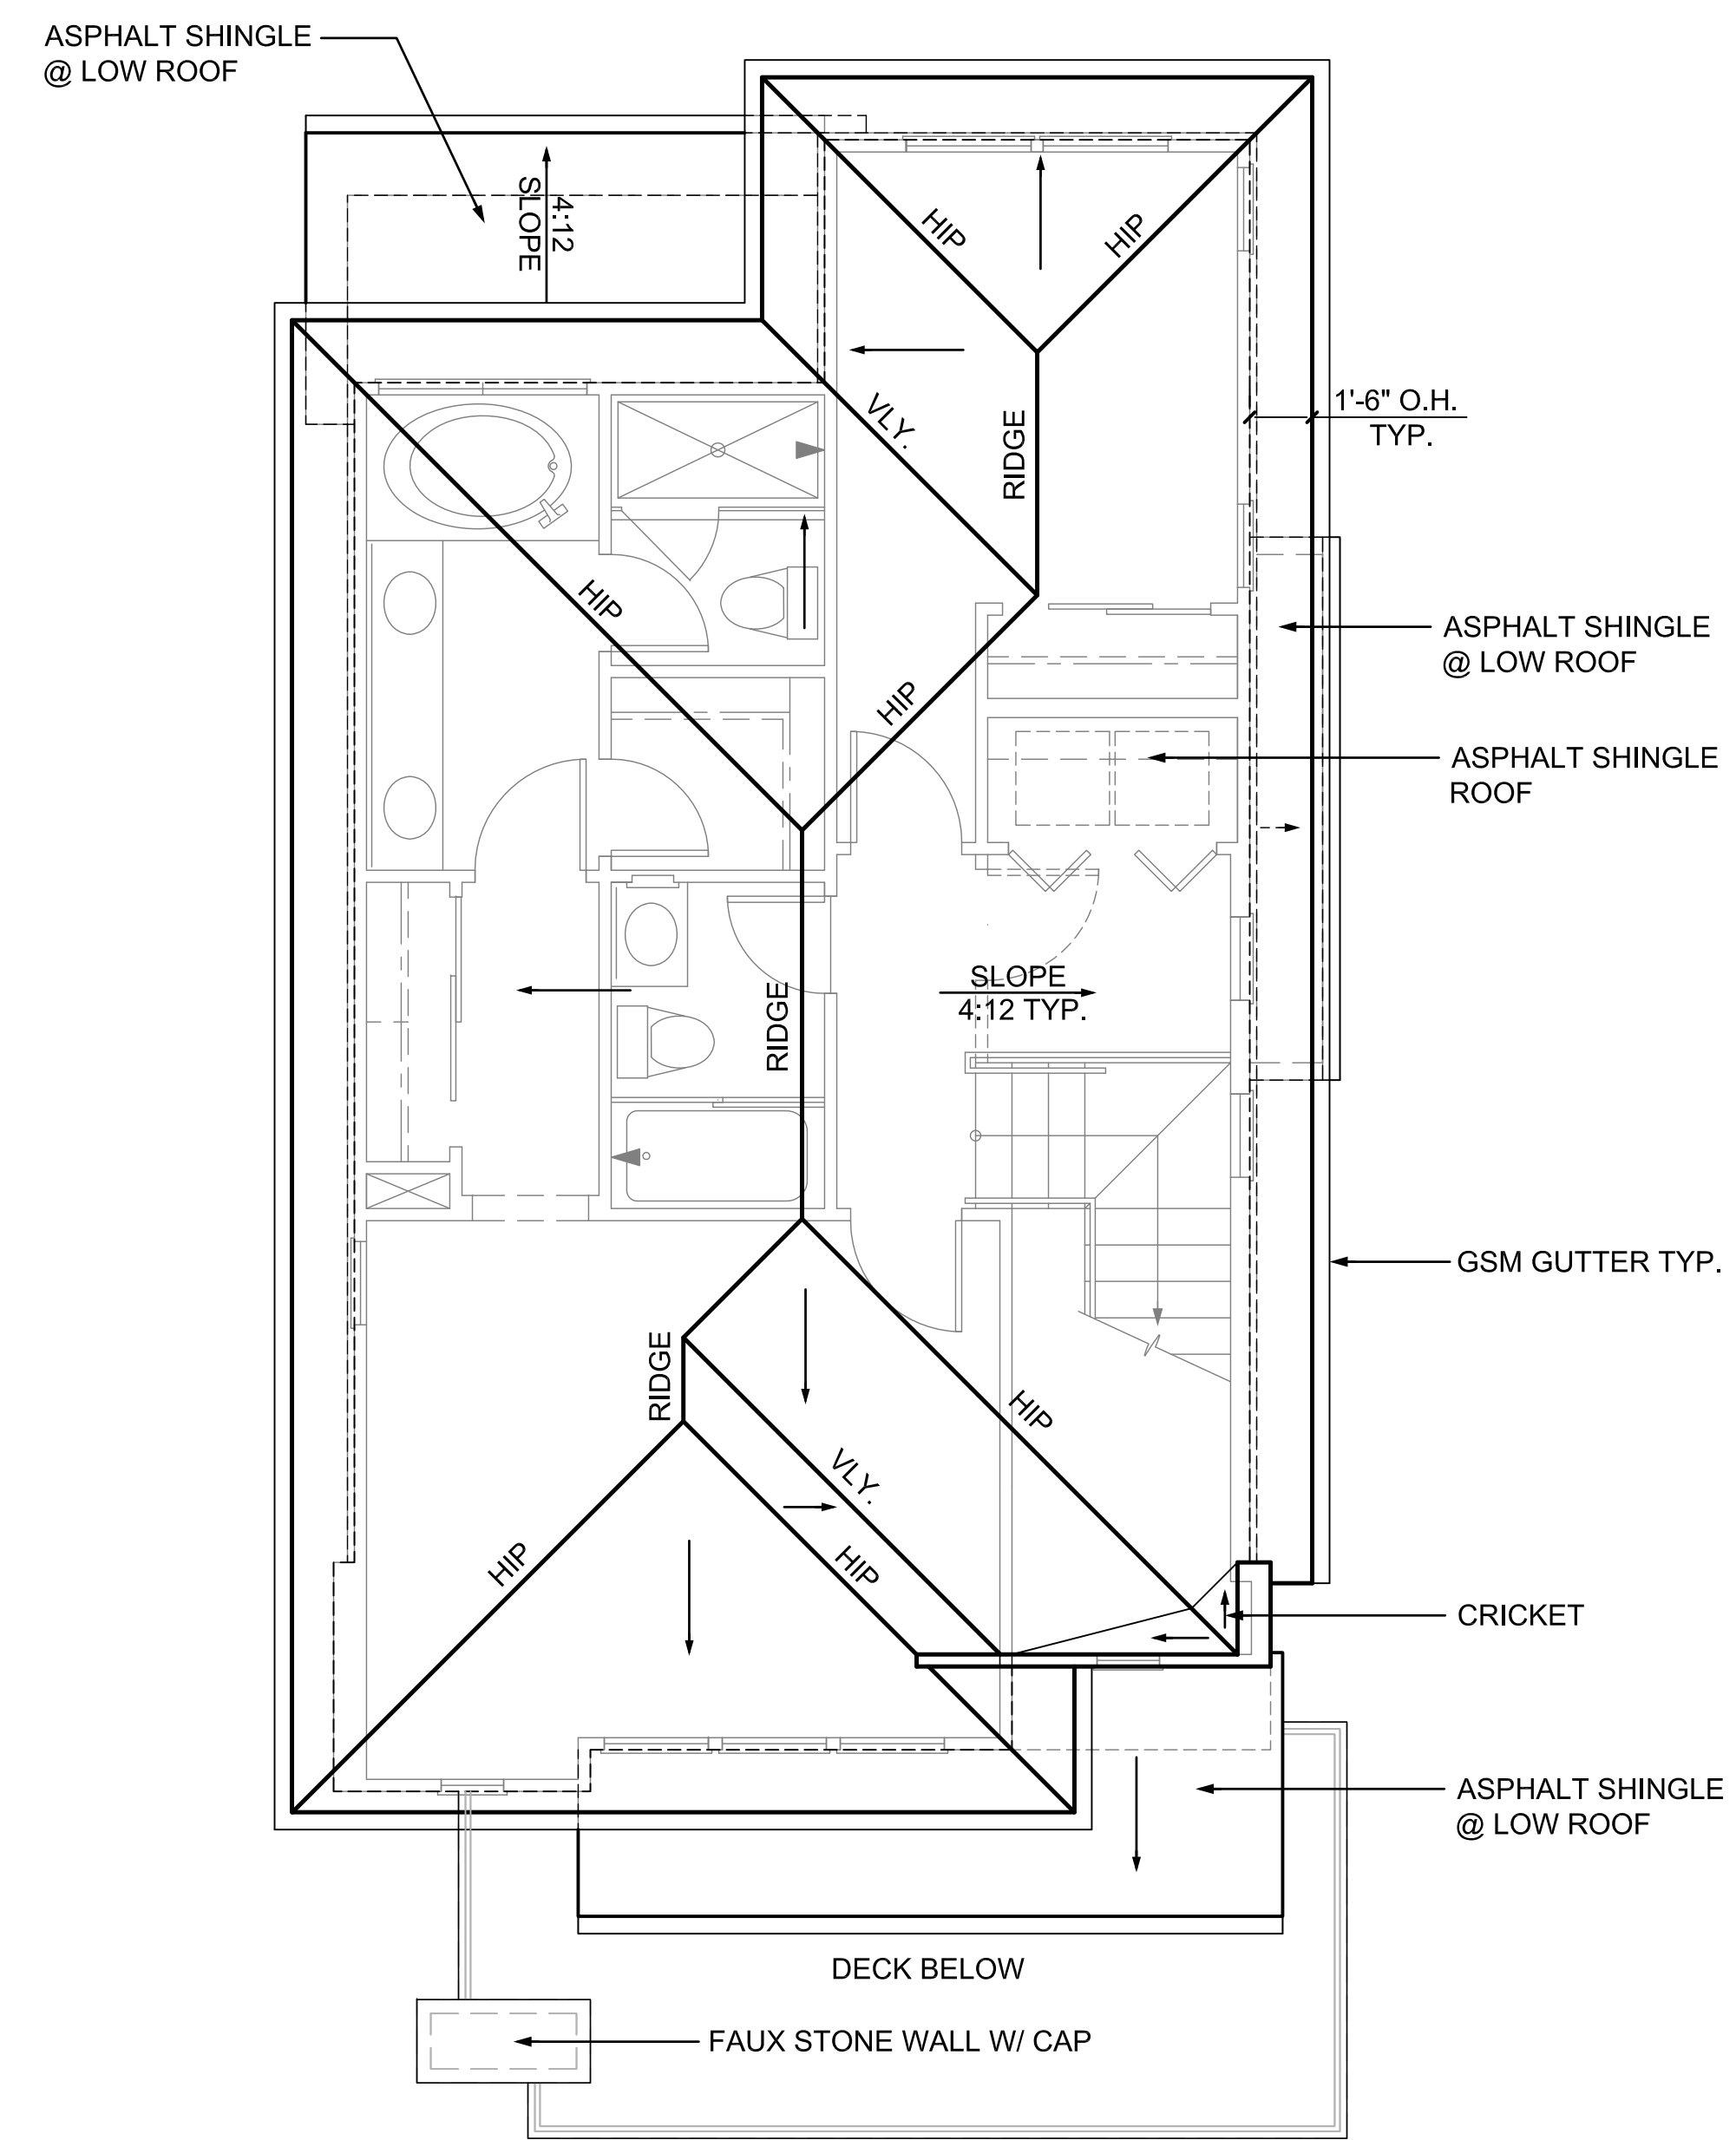 ASPHALT SHINGLE
@ LOW ROOF
4:12
SLOPE
HIP
HIP
VLY.
RIDGE
1'-6" O.H.
TYP.
HIP
ASPHALT SHINGLE
@ LOW ROOF
HIP
ASPHALT SHINGLE
ROOF
RIDGE
SLOPE
4:12 TYP.
GSM GUTTER TYP.
RIDGE
HIP
VLY.
HIP
HIP
CRICKET
ASPHALT SHINGLE
@ LOW ROOF
DECK BELOW
FAUX STONE WALL W/ CAP